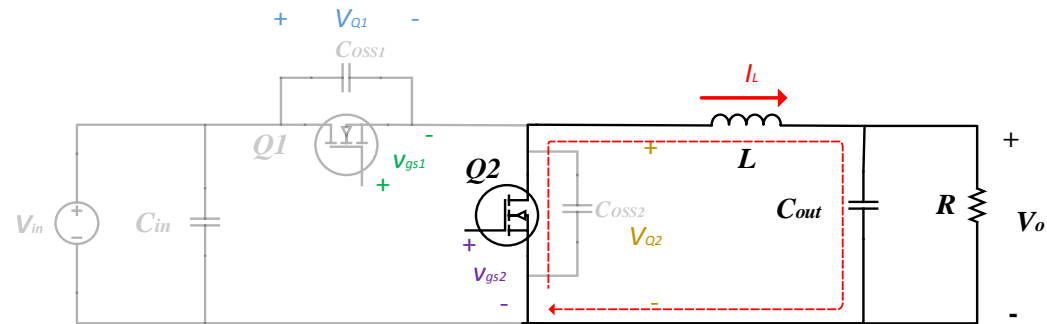 + V_Q1 -
C_OSS1
I_L
Q1
-
v_gs1
+
Q2
+
L
+
V_in
+
-
C_in
C_OSS2
C_out
R
V_o
+
V_Q2
v_gs2
-
-
-